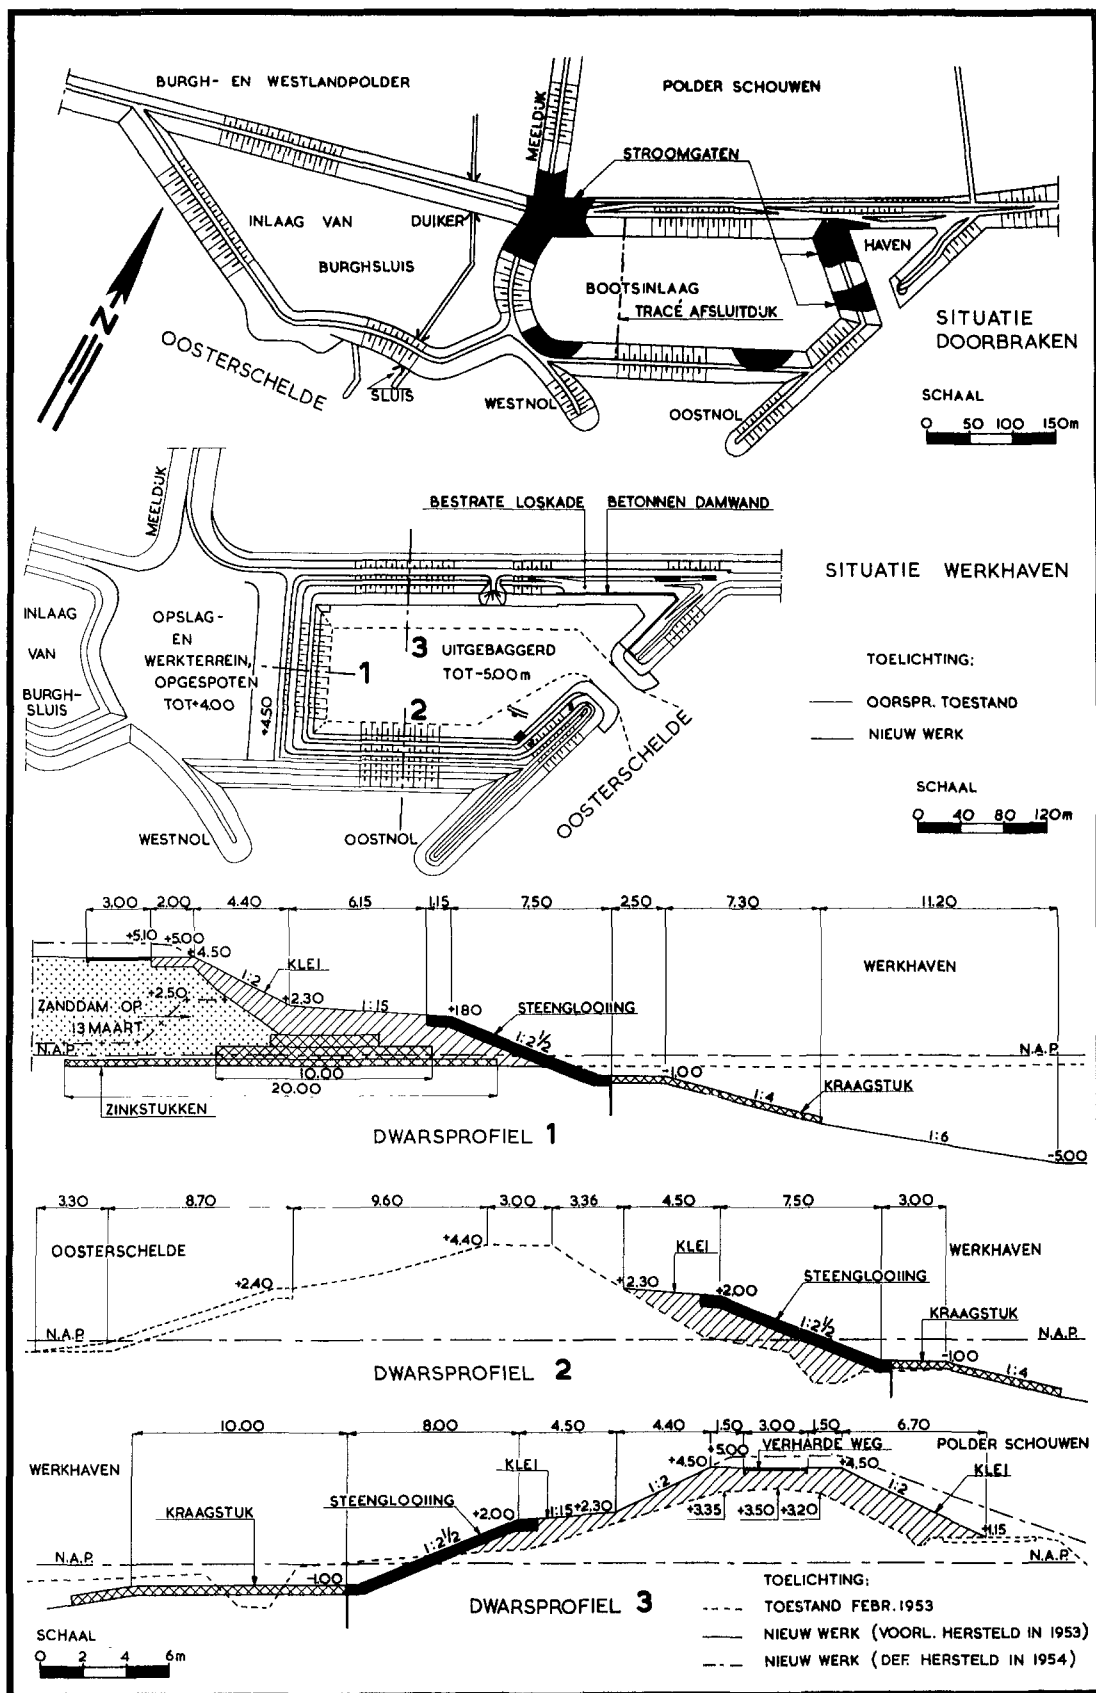 BURGH- EN WESTLANDPOLDER
POLDER SCHOUWEN
MEELDIJK
STROOMGATEN
INLAAG VAN
BURGHSLUIS
DUIKER
HAVEN
BOOTSINLAAG
TRACÉ AFSLUITDIJK
N
OOSTERSCHELDE
SLUIS
WESTNOL
OOSTNOL
SITUATIE
DOORBRAKEN
SCHAAL
0 50 100 150m
MEELDIJK
BESTRATE LOSKADE
BETONNEN DAMWAND
SITUATIE WERKHAVEN
INLAAG
VAN
BURGH-
SLUIS
OPSLAG-
EN
WERKTERREIN,
OPGESPOTEN
TOT+4.00
+4.50
1
3
2
UITGEBAGGERD
TOT -5.00m
OOSTERSCHELDE
WESTNOL
OOSTNOL
TOELICHTING:
OORSPR. TOESTAND
NIEUW WERK
SCHAAL
0 40 80 120m
3.00 2.00 4.40 6.15 1.15 7.50 2.50 7.30 11.20
+5.10 +5.00 +4.50
1:2
KLEI
WERKHAVEN
ZANDDAM OP
13 MAART
+2.50
+2.30
1:15
+1.80
STEENGLOOIING
1:2½
N.A.P.
N.A.P.
10.00
20.00
-1.00
KRAAGSTUK
1:4
ZINKSTUKKEN
1:6
-5.00
DWARSPROFIEL 1
3.30 8.70 9.60 3.00 3.36 4.50 7.50 3.00
OOSTERSCHELDE
+4.40
KLEI
WERKHAVEN
+2.40
+2.30
+2.00
STEENGLOOIING
1:2½
KRAAGSTUK
N.A.P.
N.A.P.
-1.00
1:4
DWARSPROFIEL 2
10.00 8.00 4.50 4.40 1.50 3.00 1.50 6.70
WERKHAVEN
+5.00
VERHARDE WEG
POLDER SCHOUWEN
KLEI
+4.50
+4.50
KLEI
STEENGLOOIING
1:2
1:2
KRAAGSTUK
+2.00
1:15
+2.30
+3.35
+3.50
+3.20
1:2½
+1.15
N.A.P.
N.A.P.
-1.00
DWARSPROFIEL 3
TOELICHTING:
TOESTAND FEBR. 1953
NIEUW WERK (VOORL. HERSTELD IN 1953)
NIEUW WERK (DEF. HERSTELD IN 1954)
SCHAAL
0 2 4 6m